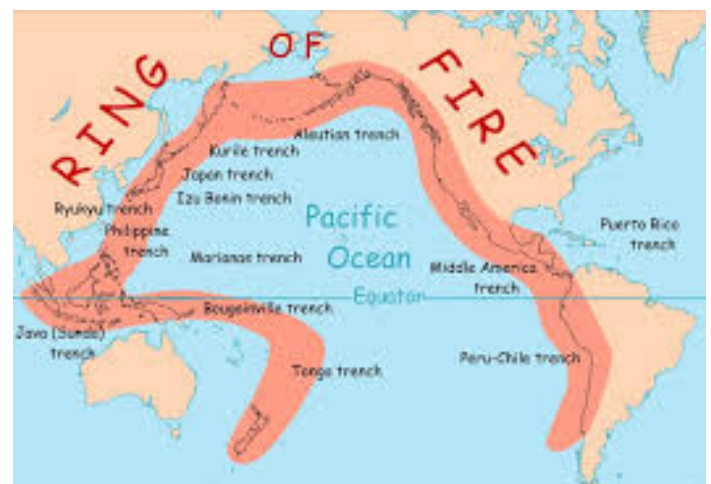 RING OF FIRE
Aleutian trench
Kurile trench
Japan trench
Izu Bonin trench
Ryukyu trench
Philippine
trench
Marianas trench
Pacific
Ocean
Equator
Puerto Rico
trench
Middle America
trench
Bougainville trench
Java (Sunda)
trench
Tonga trench
Peru-Chile trench